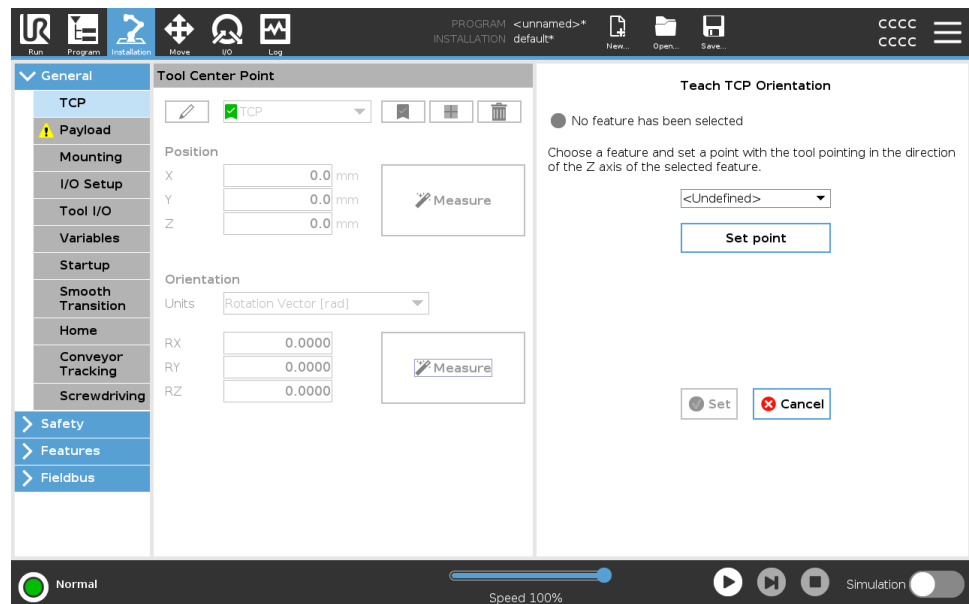 PROGRAM <unnamed>*
INSTALLATION default*
CCCC
CCCC
UR
Run
Program
Installation
Move
I/O
Log
New...
Open...
Save...
General
TCP
Payload
Mounting
I/O Setup
Tool I/O
Variables
Startup
Smooth
Transition
Home
Conveyor
Tracking
Screwdriving
Safety
Features
Fieldbus
Tool Center Point
TCP
Position
X 0.0 mm
Y 0.0 mm
Z 0.0 mm
Measure
Orientation
Units Rotation Vector [rad]
RX 0.0000
RY 0.0000
RZ 0.0000
Measure
Teach TCP Orientation
No feature has been selected
Choose a feature and set a point with the tool pointing in the direction
of the Z axis of the selected feature.
<Undefined>
Set point
Set
Cancel
Normal
Speed 100%
Simulation